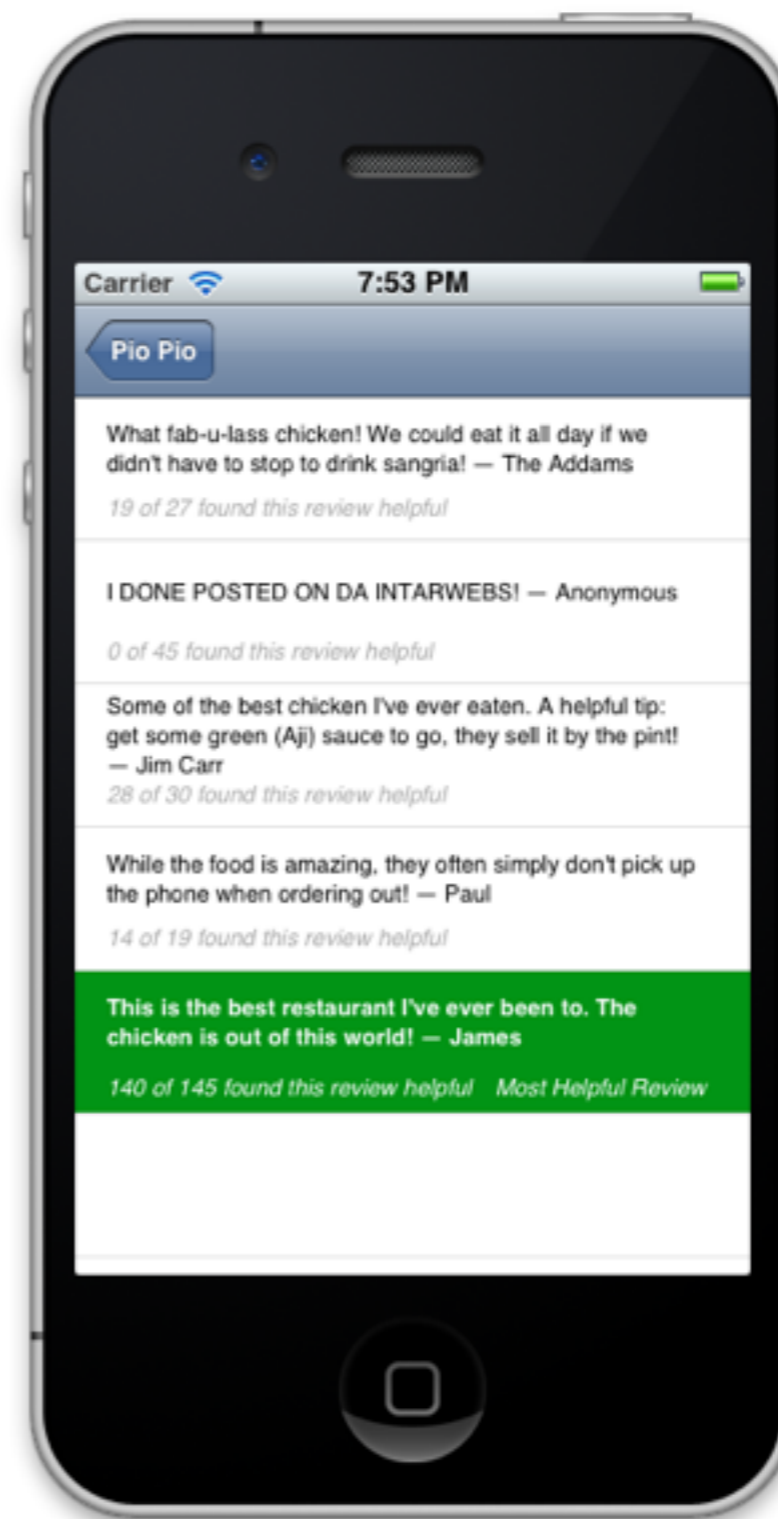 Carrier 7:53 PM
Pio Pio
What fab-u-lass chicken! We could eat it all day if we
didn't have to stop to drink sangria! — The Addams
19 of 27 found this review helpful
I DONE POSTED ON DA INTARWEBS! — Anonymous
0 of 45 found this review helpful
Some of the best chicken I've ever eaten. A helpful tip:
get some green (Aji) sauce to go, they sell it by the pint!
— Jim Carr
28 of 30 found this review helpful
While the food is amazing, they often simply don't pick up
the phone when ordering out! — Paul
14 of 19 found this review helpful
This is the best restaurant I've ever been to. The
chicken is out of this world! — James
140 of 145 found this review helpful Most Helpful Review